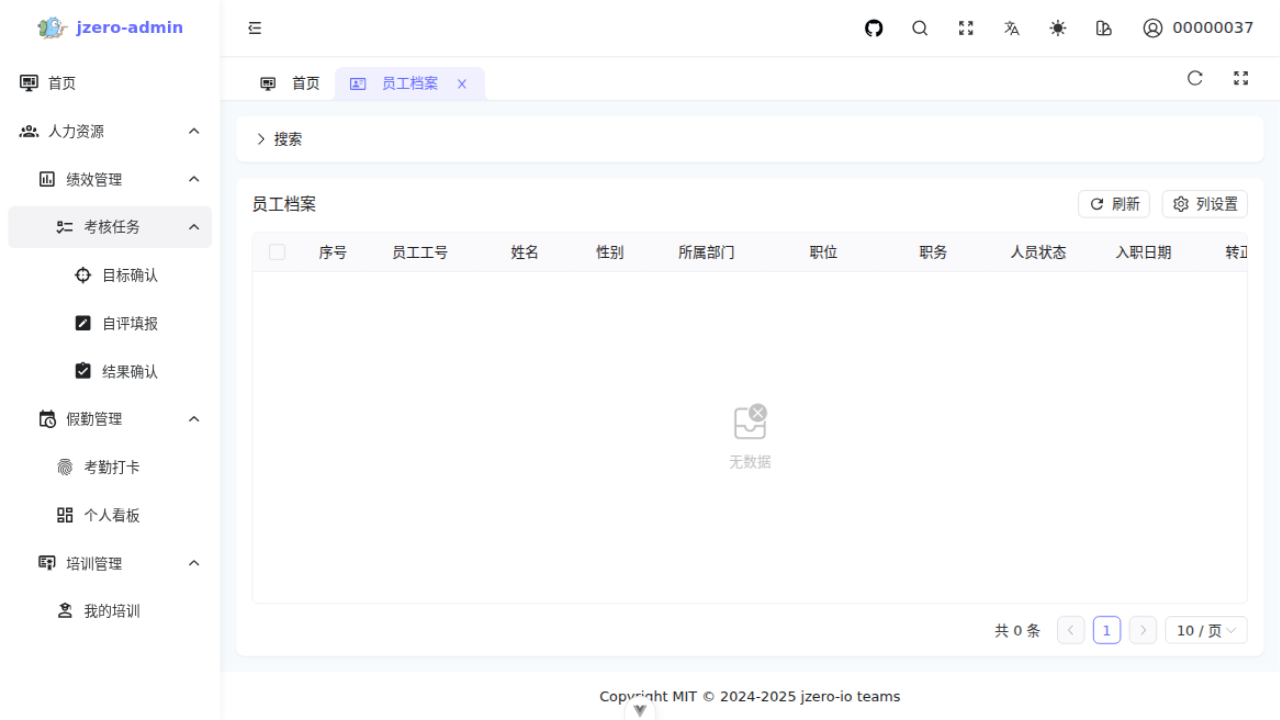 jzero-admin
00000037
首页
人力资源
绩效管理
考核任务
目标确认
自评填报
结果确认
假勤管理
考勤打卡
个人看板
培训管理
我的培训
首页 员工档案
搜索
员工档案 刷新 列设置
序号 员工工号 姓名 性别 所属部门 职位 职务 人员状态 入职日期 转正
无数据
共 0 条 1 10 / 页
Copyright MIT © 2024-2025 jzero-io teams